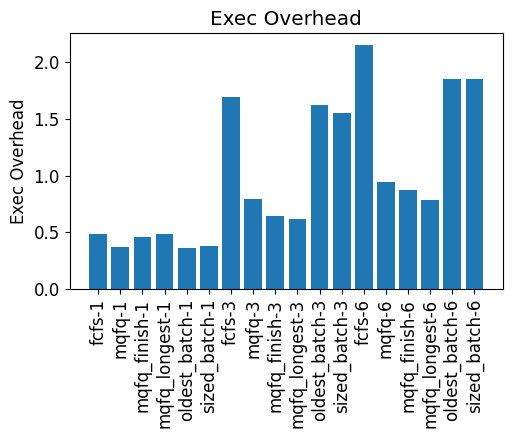 Exec Overhead
Exec Overhead
2.0
1.5
1.0
0.5
0.0
fcfs-1
mqfq-1
mqfq_finish-1
mqfq_longest-1
oldest_batch-1
sized_batch-1
fcfs-3
mqfq-3
mqfq_finish-3
mqfq_longest-3
oldest_batch-3
sized_batch-3
fcfs-6
mqfq-6
mqfq_finish-6
mqfq_longest-6
oldest_batch-6
sized_batch-6